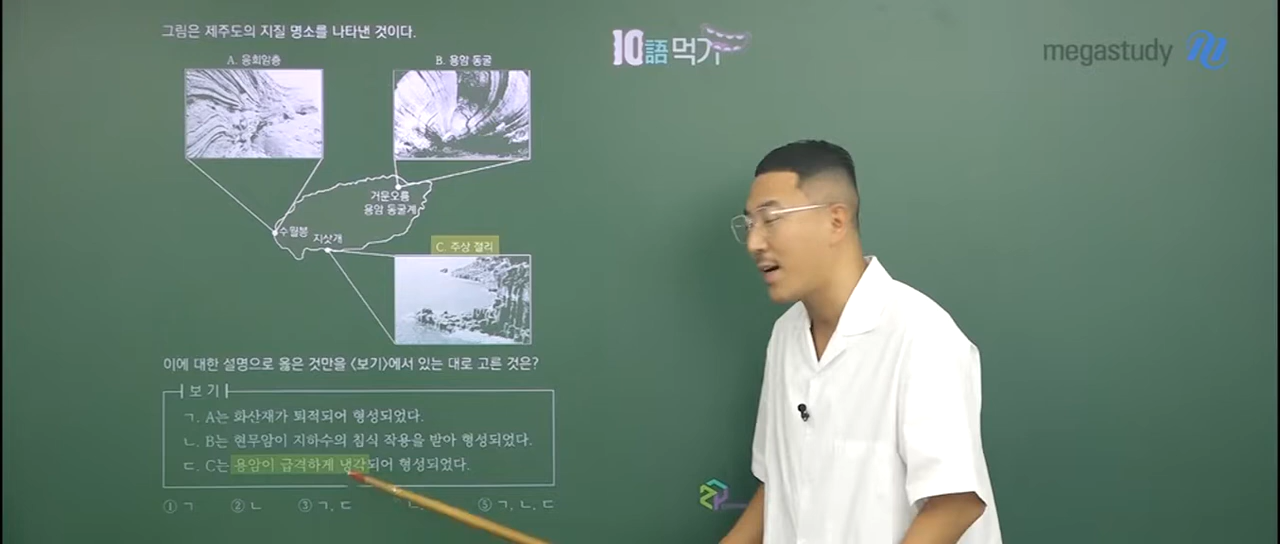 그림은 제주도의 지질 명소를 나타낸 것이다.
10語먹기
megastudy
A. 응회암층
B. 용암 동굴
거문오름
용암 동굴계
수월봉
지삿개
C. 주상 절리
이에 대한 설명으로 옳은 것만을 <보기>에서 있는 대로 고른 것은?
보기
ㄱ. A는 화산재가 퇴적되어 형성되었다.
ㄴ. B는 현무암이 지하수의 침식 작용을 받아 형성되었다.
ㄷ. C는 용암이 급격하게 냉각되어 형성되었다.
① ㄱ ② ㄴ ③ ㄱ, ㄷ ㄴ, ⑤ ㄱ, ㄴ, ㄷ